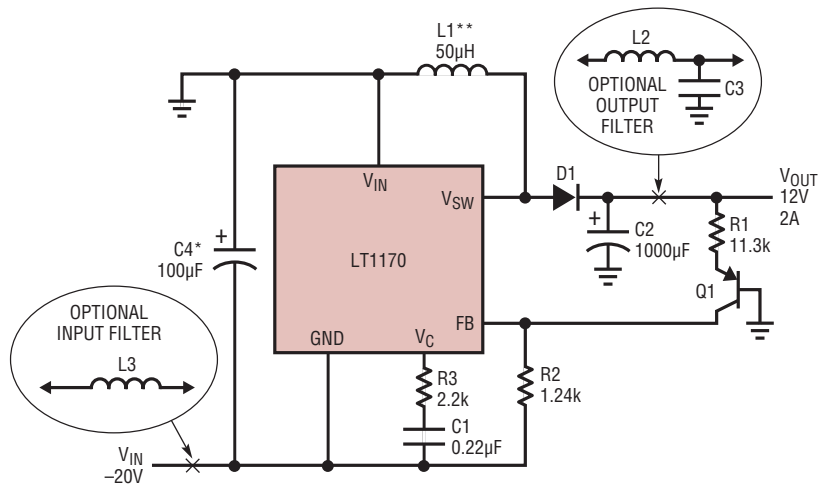 L1**
50µH
L2
C3
OPTIONAL
OUTPUT
FILTER
VIN
VSW
D1
VOUT
12V
2A
C4*
100µF
+
LT1170
+
C2
1000µF
R1
11.3k
Q1
OPTIONAL
INPUT FILTER
L3
GND
VC
FB
R3
2.2k
R2
1.24k
C1
0.22µF
VIN
–20V